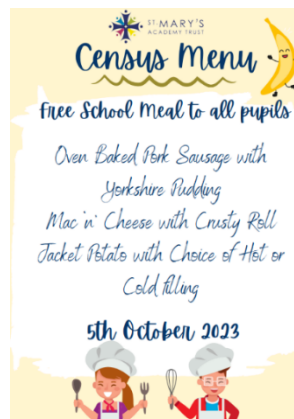 ST. MARY'S
ACADEMY TRUST
Census Menu
Free School Meal to all pupils
Oven Baked Pork Sausage with
Yorkshire Pudding
Mac 'n' Cheese with Crusty Roll
Jacket Potato with Choice of Hot or
Cold filling
5th October 2023